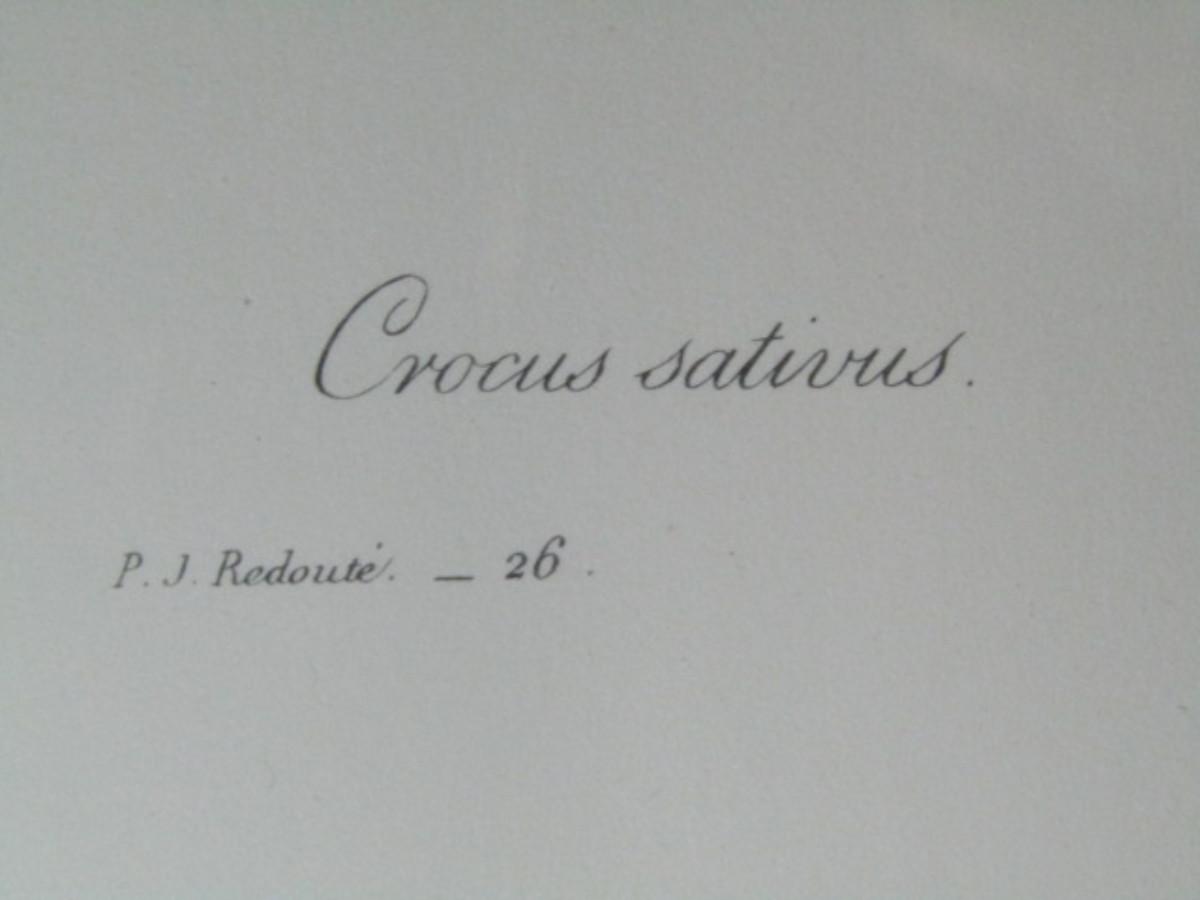 Crocus sativus.
P. J. Redouté. _ 26 .